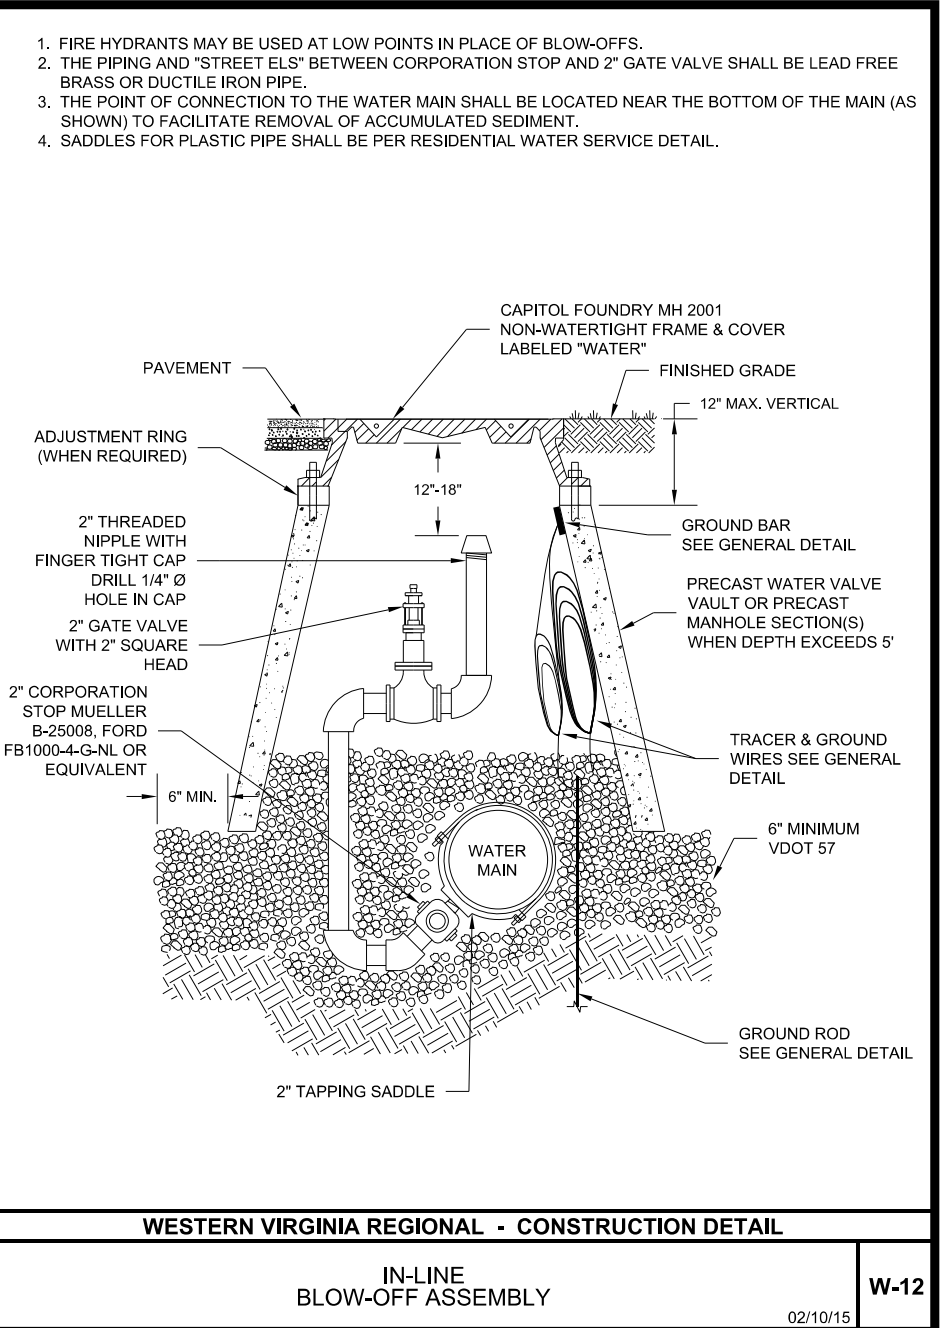 1. FIRE HYDRANTS MAY BE USED AT LOW POINTS IN PLACE OF BLOW-OFFS.
2. THE PIPING AND "STREET ELS" BETWEEN CORPORATION STOP AND 2" GATE VALVE SHALL BE LEAD FREE
BRASS OR DUCTILE IRON PIPE.
3. THE POINT OF CONNECTION TO THE WATER MAIN SHALL BE LOCATED NEAR THE BOTTOM OF THE MAIN (AS
SHOWN) TO FACILITATE REMOVAL OF ACCUMULATED SEDIMENT.
4. SADDLES FOR PLASTIC PIPE SHALL BE PER RESIDENTIAL WATER SERVICE DETAIL.
CAPITOL FOUNDRY MH 2001
NON-WATERTIGHT FRAME & COVER
LABELED "WATER"
PAVEMENT
FINISHED GRADE
12" MAX. VERTICAL
ADJUSTMENT RING
(WHEN REQUIRED)
12"-18"
2" THREADED
NIPPLE WITH
FINGER TIGHT CAP
DRILL 1/4" Ø
HOLE IN CAP
GROUND BAR
SEE GENERAL DETAIL
PRECAST WATER VALVE
VAULT OR PRECAST
MANHOLE SECTION(S)
WHEN DEPTH EXCEEDS 5'
2" GATE VALVE
WITH 2" SQUARE
HEAD
2" CORPORATION
STOP MUELLER
B-25008, FORD
FB1000-4-G-NL OR
EQUIVALENT
TRACER & GROUND
WIRES SEE GENERAL
DETAIL
6" MIN.
6" MINIMUM
VDOT 57
WATER
MAIN
GROUND ROD
SEE GENERAL DETAIL
2" TAPPING SADDLE
WESTERN VIRGINIA REGIONAL - CONSTRUCTION DETAIL
IN-LINE
BLOW-OFF ASSEMBLY
W-12
02/10/15